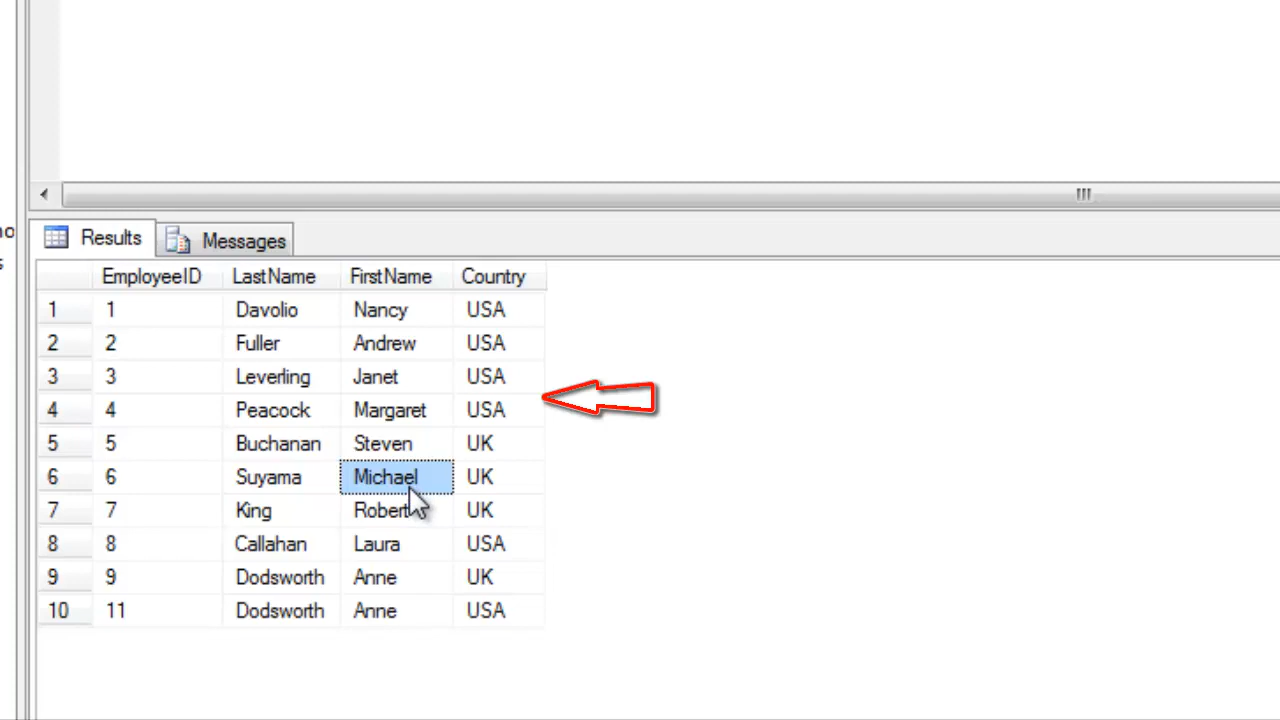 Results Messages
EmployeeID LastName FirstName Country
1 1 Davolio Nancy USA
2 2 Fuller Andrew USA
3 3 Leverling Janet USA
4 4 Peacock Margaret USA
5 5 Buchanan Steven UK
6 6 Suyama Michael UK
7 7 King Robert UK
8 8 Callahan Laura USA
9 9 Dodsworth Anne UK
10 11 Dodsworth Anne USA